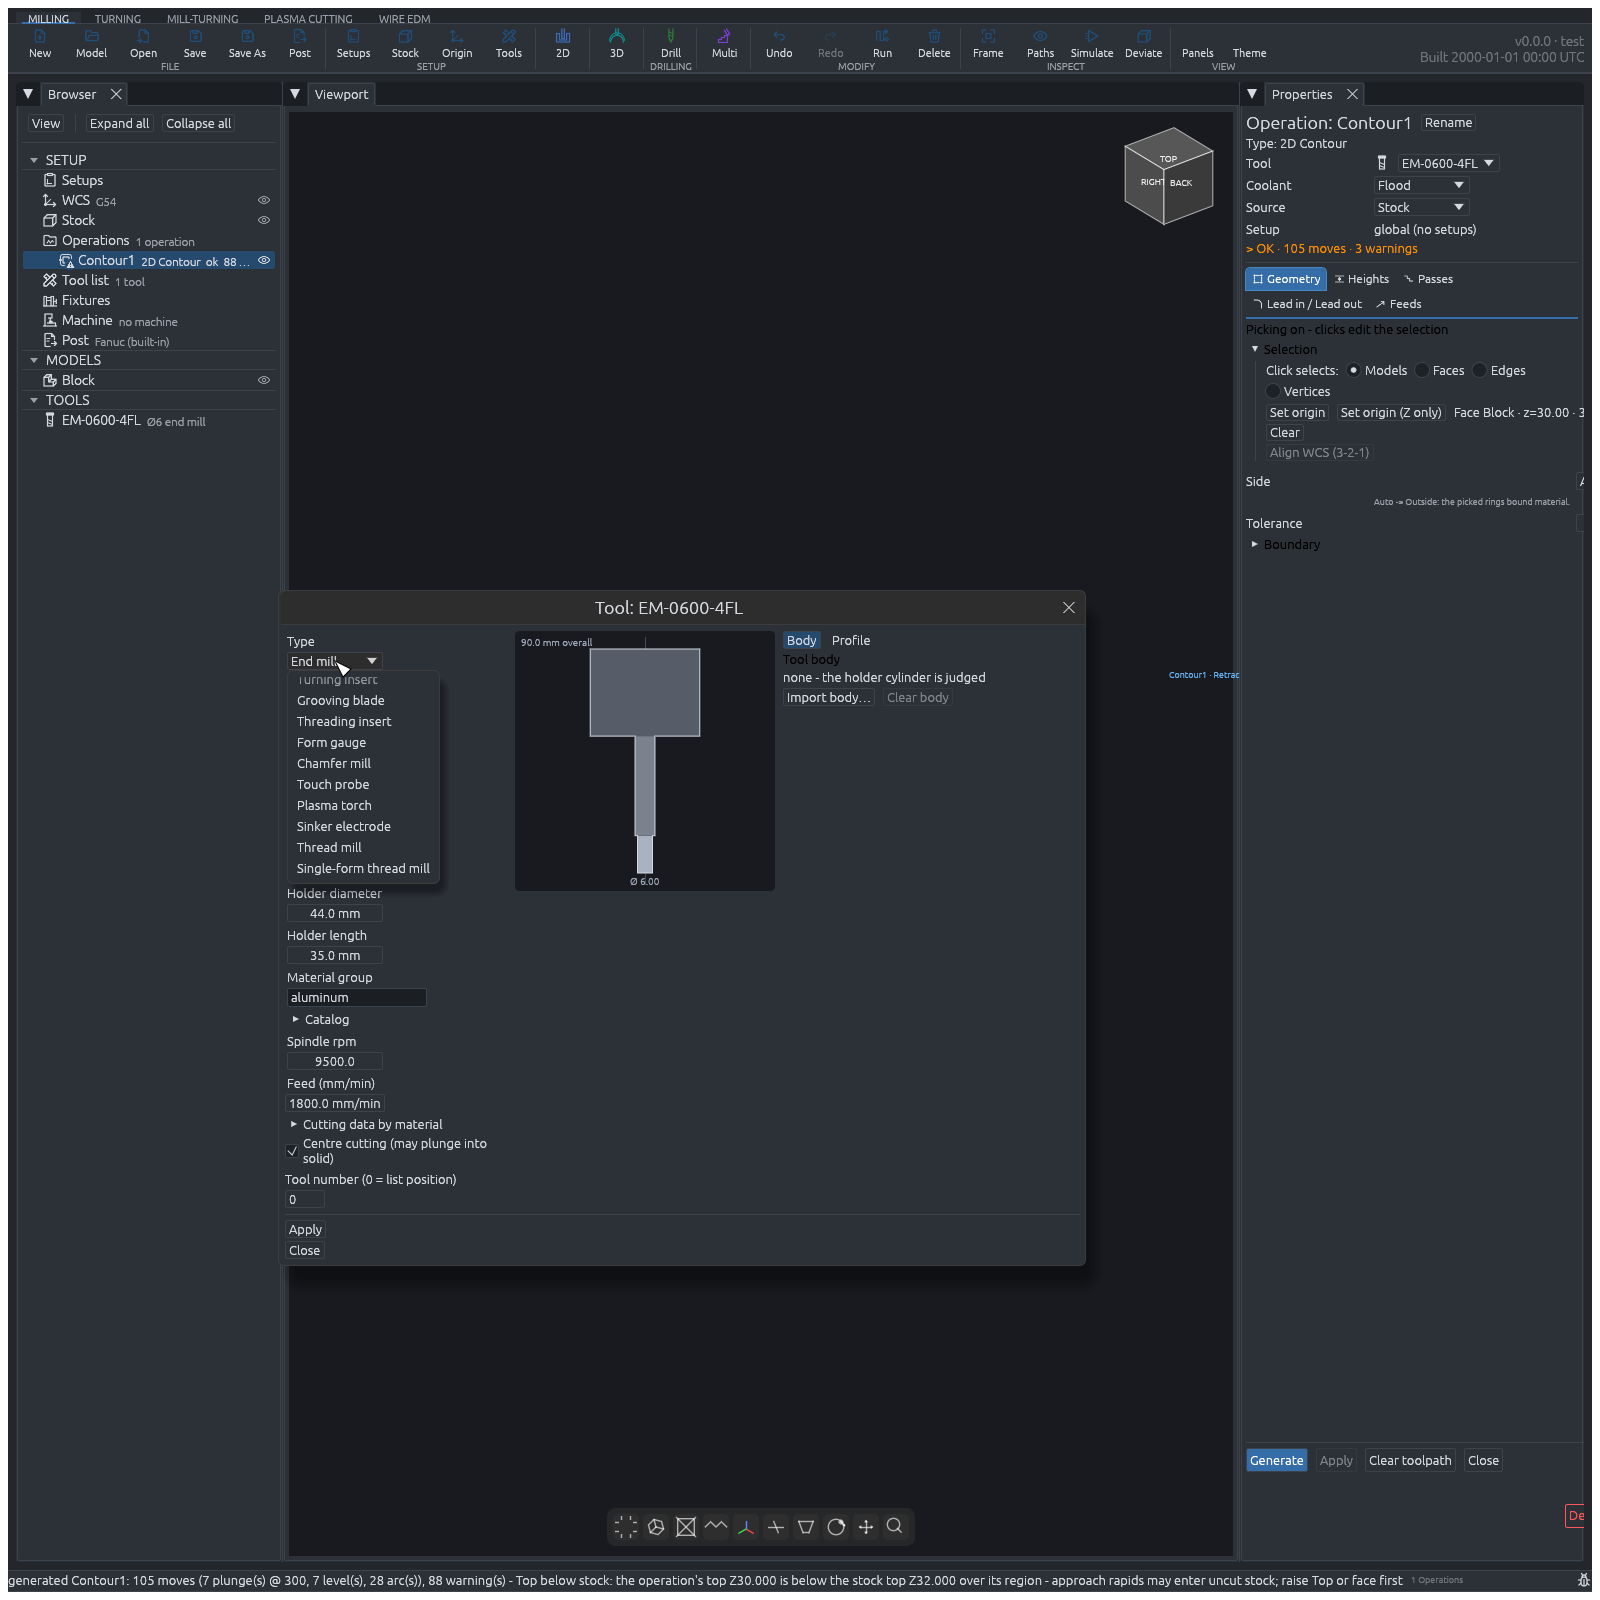 MILLING TURNING MILL-TURNING PLASMA CUTTING WIRE EDM
New Model Open Save Save As Post Setups Stock Origin Tools 2D 3D Drill Multi Undo Redo Run Delete Frame Paths Simulate Deviate Panels Theme
FILE SETUP DRILLING MODIFY INSPECT VIEW
v0.0.0 · test
Built 2000-01-01 00:00 UTC
Browser
View Expand all Collapse all
SETUP
Setups
WCS G54
Stock
Operations 1 operation
Contour1 2D Contour ok 88 ...
Tool list 1 tool
Fixtures
Machine no machine
Post Fanuc (built-in)
MODELS
Block
TOOLS
EM-0600-4FL Ø6 end mill
Viewport
TOP
RIGHT BACK
Contour1 · Retrac
Tool: EM-0600-4FL
Type
End mill
Turning insert
Grooving blade
Threading insert
Form gauge
Chamfer mill
Touch probe
Plasma torch
Sinker electrode
Thread mill
Single-form thread mill
Holder diameter
44.0 mm
Holder length
35.0 mm
Material group
aluminum
Catalog
Spindle rpm
9500.0
Feed (mm/min)
1800.0 mm/min
Cutting data by material
Centre cutting (may plunge into
solid)
Tool number (0 = list position)
0
Apply
Close
90.0 mm overall
Ø 6.00
Body Profile
Tool body
none - the holder cylinder is judged
Import body... Clear body
Properties
Operation: Contour1 Rename
Type: 2D Contour
Tool EM-0600-4FL
Coolant Flood
Source Stock
Setup global (no setups)
> OK · 105 moves · 3 warnings
Geometry Heights Passes
Lead in / Lead out Feeds
Picking on - clicks edit the selection
Selection
Click selects: Models Faces Edges
Vertices
Set origin Set origin (Z only) Face Block · z=30.00 · 3
Clear
Align WCS (3-2-1)
Side A
Auto -> Outside: the picked rings bound material.
Tolerance
Boundary
Generate Apply Clear toolpath Close
De
generated Contour1: 105 moves (7 plunge(s) @ 300, 7 level(s), 28 arc(s)), 88 warning(s) - Top below stock: the operation's top Z30.000 is below the stock top Z32.000 over its region - approach rapids may enter uncut stock; raise Top or face first 1 Operations